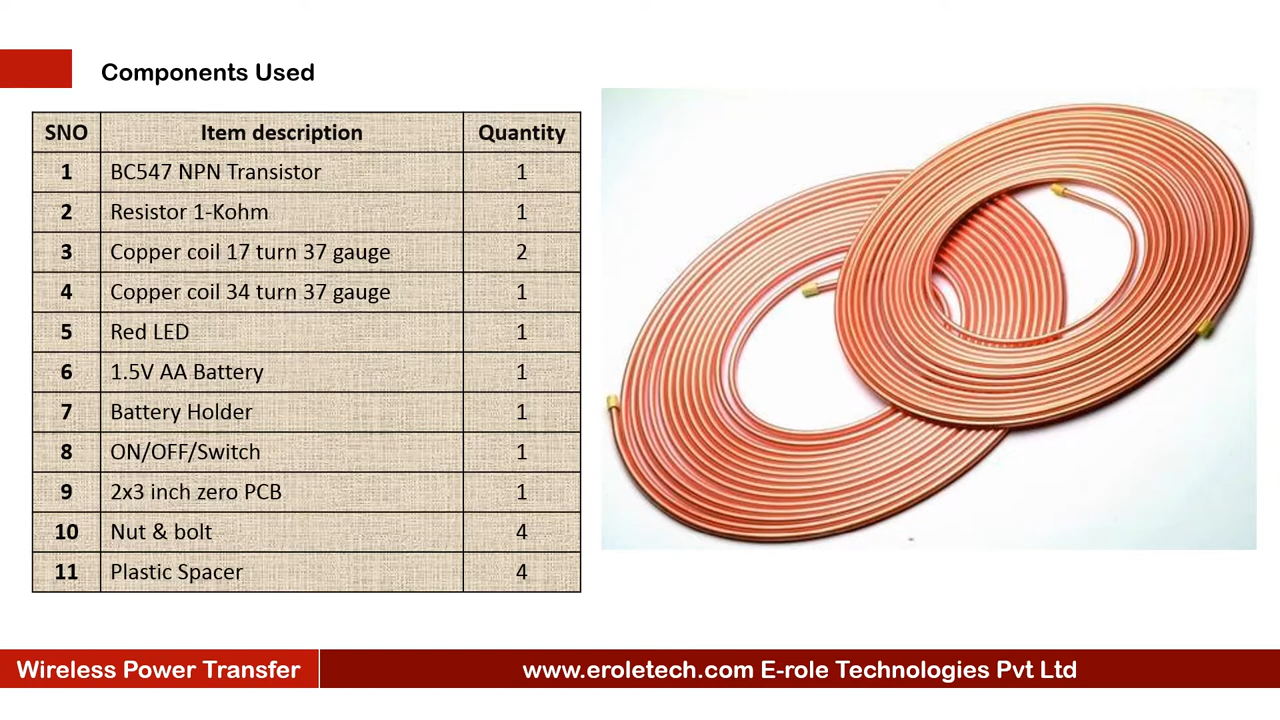 Components Used
SNO Item description Quantity
1 BC547 NPN Transistor 1
2 Resistor 1-Kohm 1
3 Copper coil 17 turn 37 gauge 2
4 Copper coil 34 turn 37 gauge 1
5 Red LED 1
6 1.5V AA Battery 1
7 Battery Holder 1
8 ON/OFF/Switch 1
9 2x3 inch zero PCB 1
10 Nut & bolt 4
11 Plastic Spacer 4
Wireless Power Transfer www.eroletech.com E-role Technologies Pvt Ltd